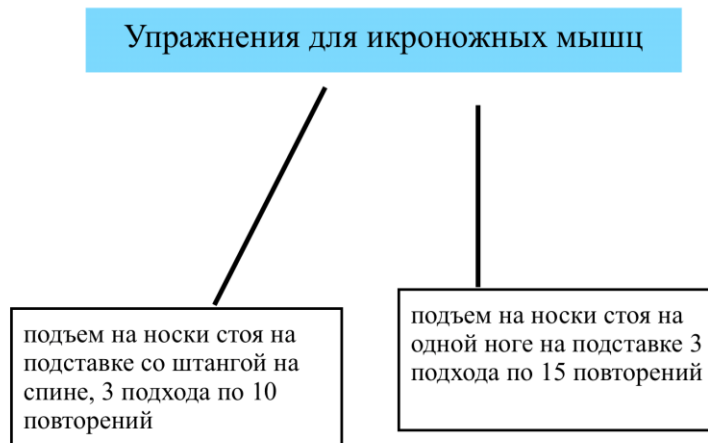 Упражнения для икроножных мышц
подъем на носки стоя на
подставке со штангой на
спине, 3 подхода по 10
повторений
подъем на носки стоя на
одной ноге на подставке 3
подхода по 15 повторений